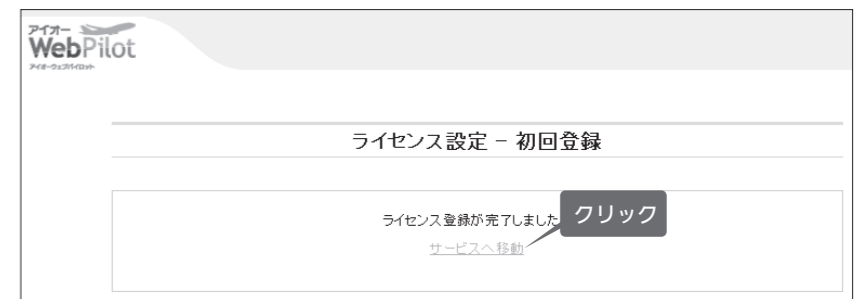 アイオー
WebPilot
アイオーウェブパイロット
ライセンス設定 − 初回登録
ライセンス登録が完了しました
クリック
サービスへ移動